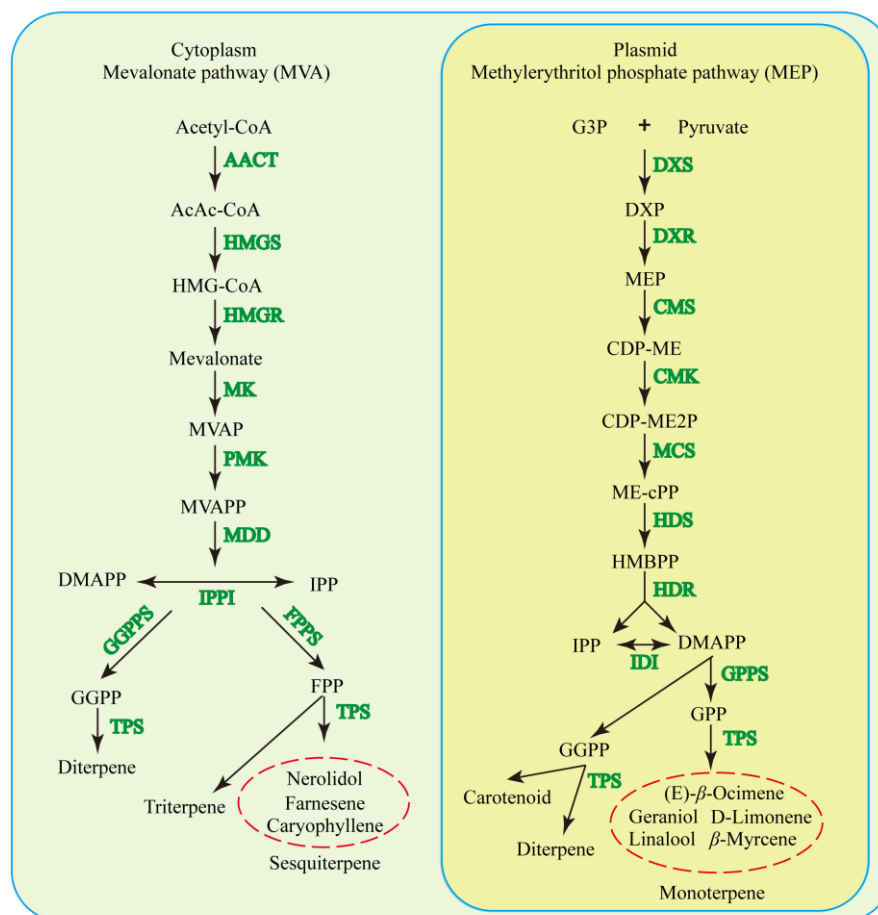 Cytoplasm
Mevalonate pathway (MVA)
Acetyl-CoA
AACT
AcAc-CoA
HMGS
HMG-CoA
HMGR
Mevalonate
MK
MVAP
PMK
MVAPP
MDD
DMAPP IPP
IPPI
GGPPS FPPS
GGPP FPP
TPS TPS
Diterpene
Triterpene
Nerolidol
Farnesene
Caryophyllene
Sesquiterpene
Plasmid
Methylerythritol phosphate pathway (MEP)
G3P + Pyruvate
DXS
DXP
DXR
MEP
CMS
CDP-ME
CMK
CDP-ME2P
MCS
ME-cPP
HDS
HMBPP
HDR
IPP DMAPP
IDI
GPPS
GPP
TPS
GGPP
TPS
Carotenoid
Diterpene
(E)-β-Ocimene
Geraniol D-Limonene
Linalool β-Myrcene
Monoterpene